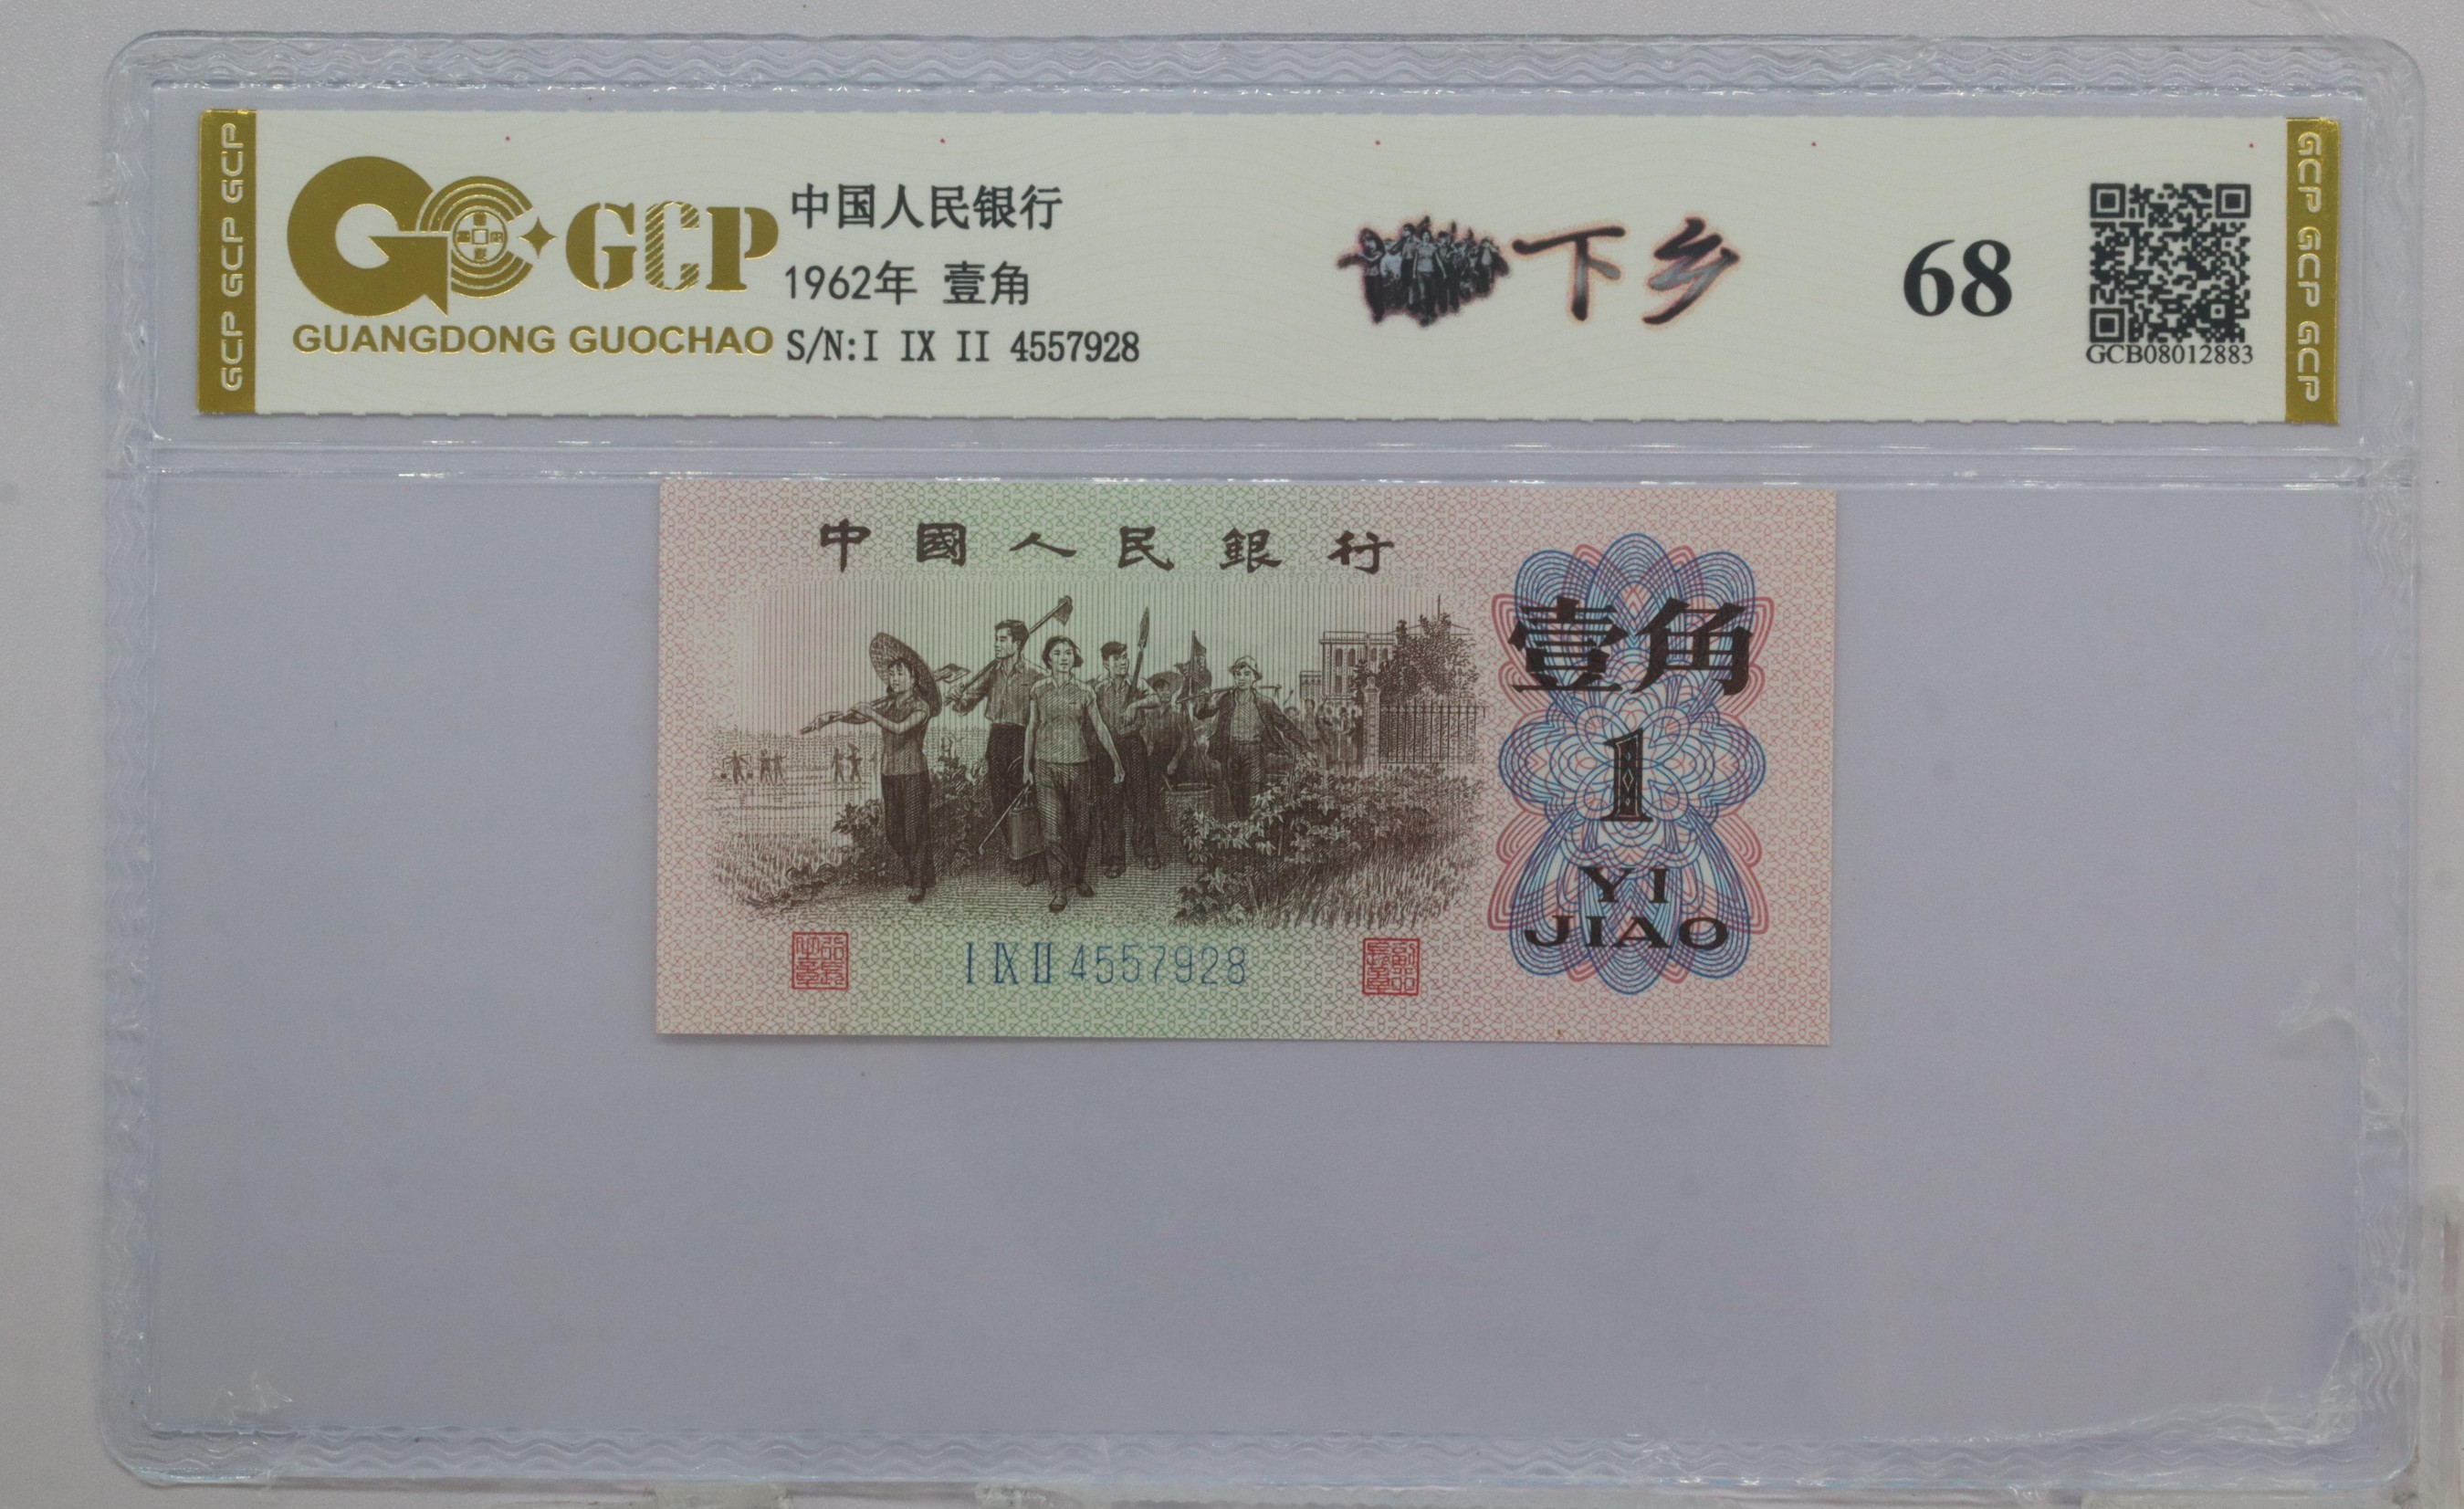 GCP GCP GCP
GCP
GUANGDONG GUOCHAO
中国人民银行
1962年 壹角
S/N:I IX II 4557928
下乡
68
GCB08012883
GCP GCP GCP
中國人民銀行
壹角
1
YI
JIAO
I IX II 4557928